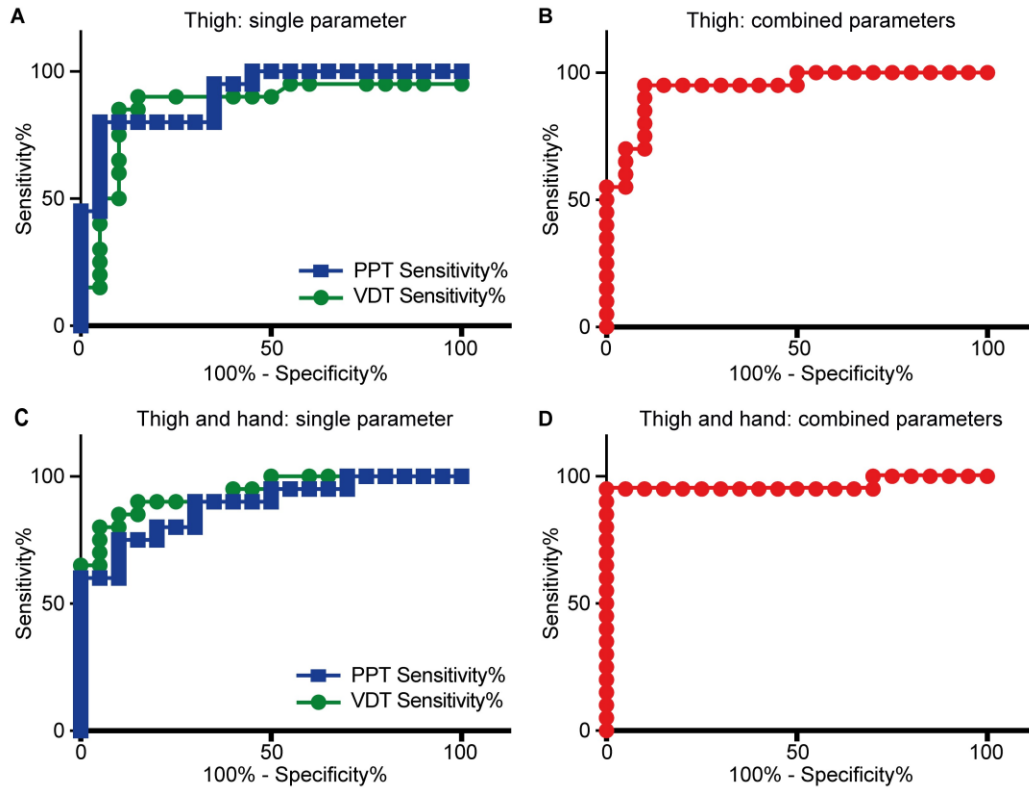 A
Thigh: single parameter
100
50
0
Sensitivity%
PPT Sensitivity%
VDT Sensitivity%
0
50
100
100% - Specificity%
B
Thigh: combined parameters
100
50
0
Sensitivity%
0
50
100
100% - Specificity%
C
Thigh and hand: single parameter
100
50
0
Sensitivity%
PPT Sensitivity%
VDT Sensitivity%
0
50
100
100% - Specificity%
D
Thigh and hand: combined parameters
100
50
0
Sensitivity%
0
50
100
100% - Specificity%